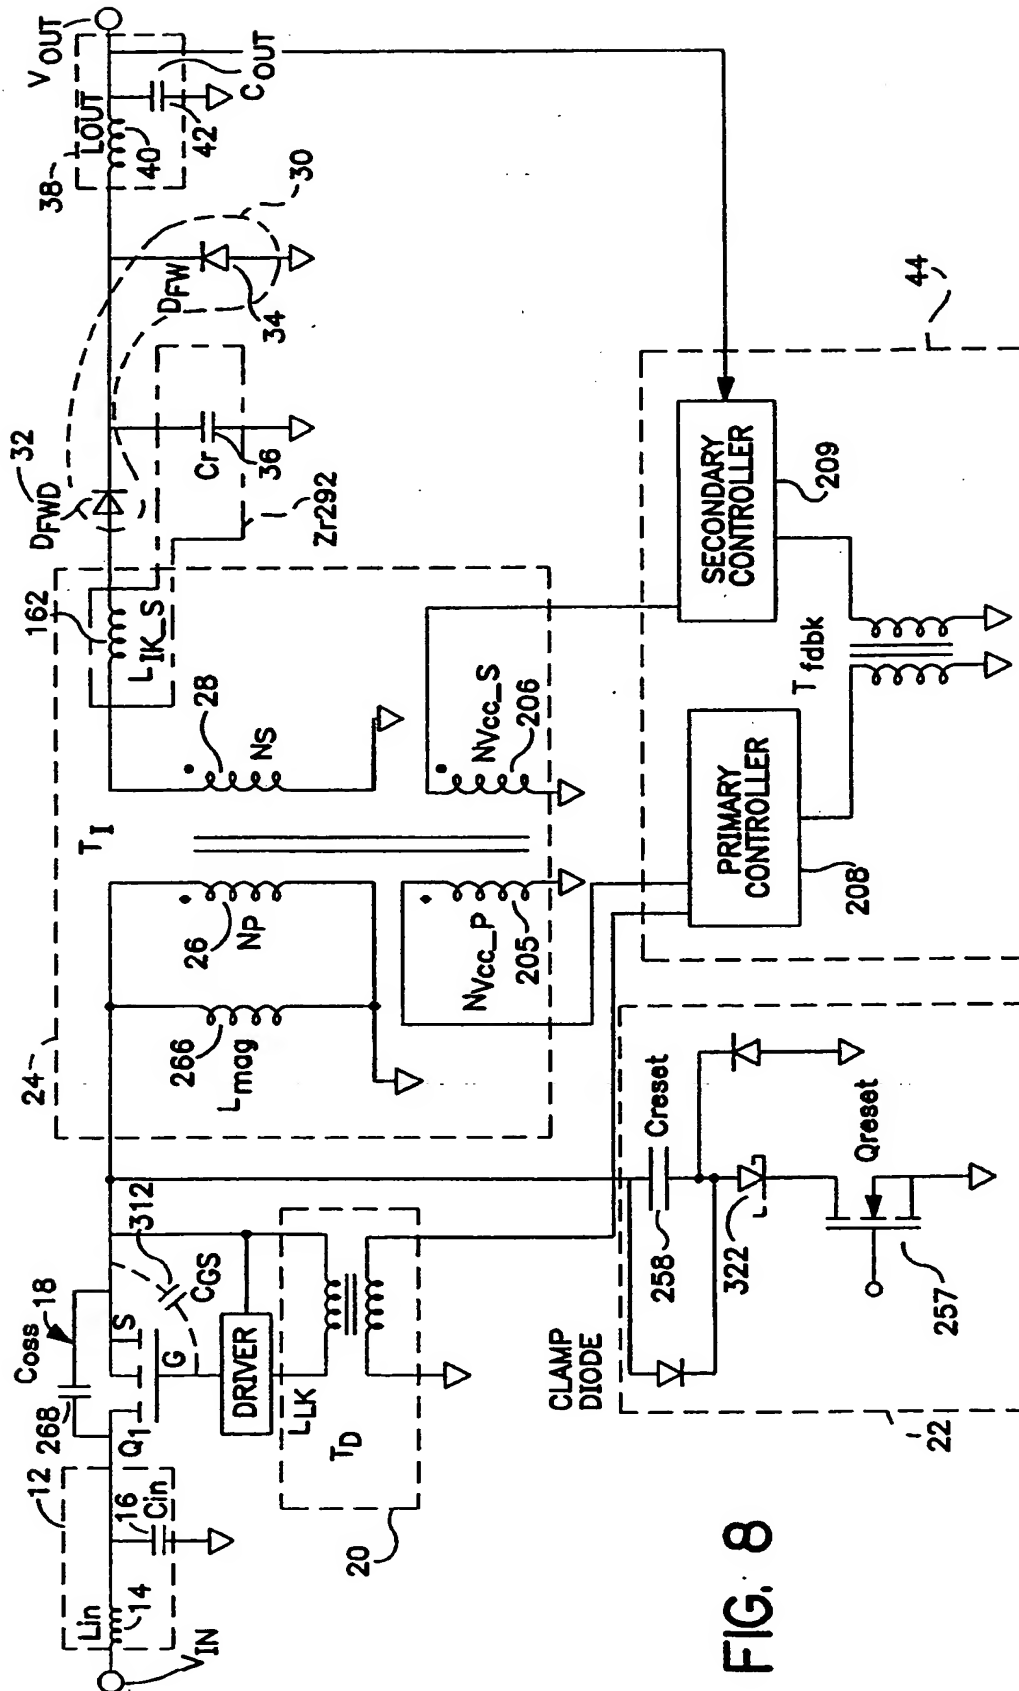 VIN
Lin
14
12
16
Cin
268
Coss
18
Q1
S
G
CGS
312
DRIVER
LLK
TD
20
24
266
Lmag
26
NP
TI
28
NS
NVcc_P
205
NVcc_S
206
162
LIK_S
DFWD
32
Cr
36
Zr292
DFW
34
30
38
LOUT
40
42
COUT
VOUT
CLAMP
DIODE
258
Creset
322
Qreset
257
22
PRIMARY
CONTROLLER
208
SECONDARY
CONTROLLER
209
Tfdbk
44
FIG. 8